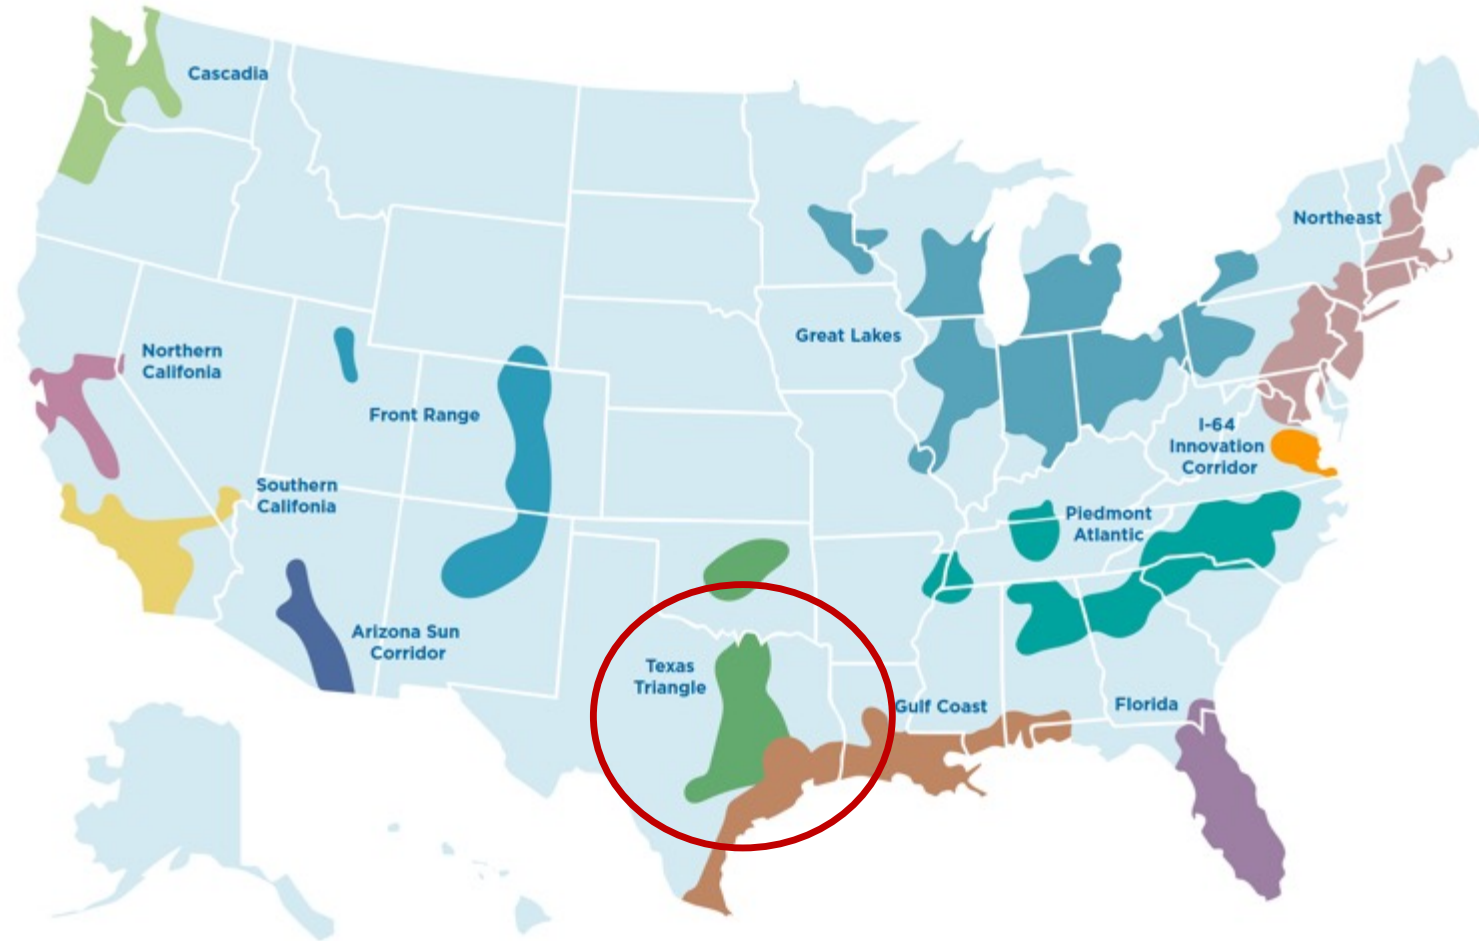 Cascadia
Northeast
Northern
Califonia
Great Lakes
Front Range
I-64
Innovation
Corridor
Southern
Califonia
Piedmont
Atlantic
Arizona Sun
Corridor
Texas
Triangle
Gulf Coast
Florida